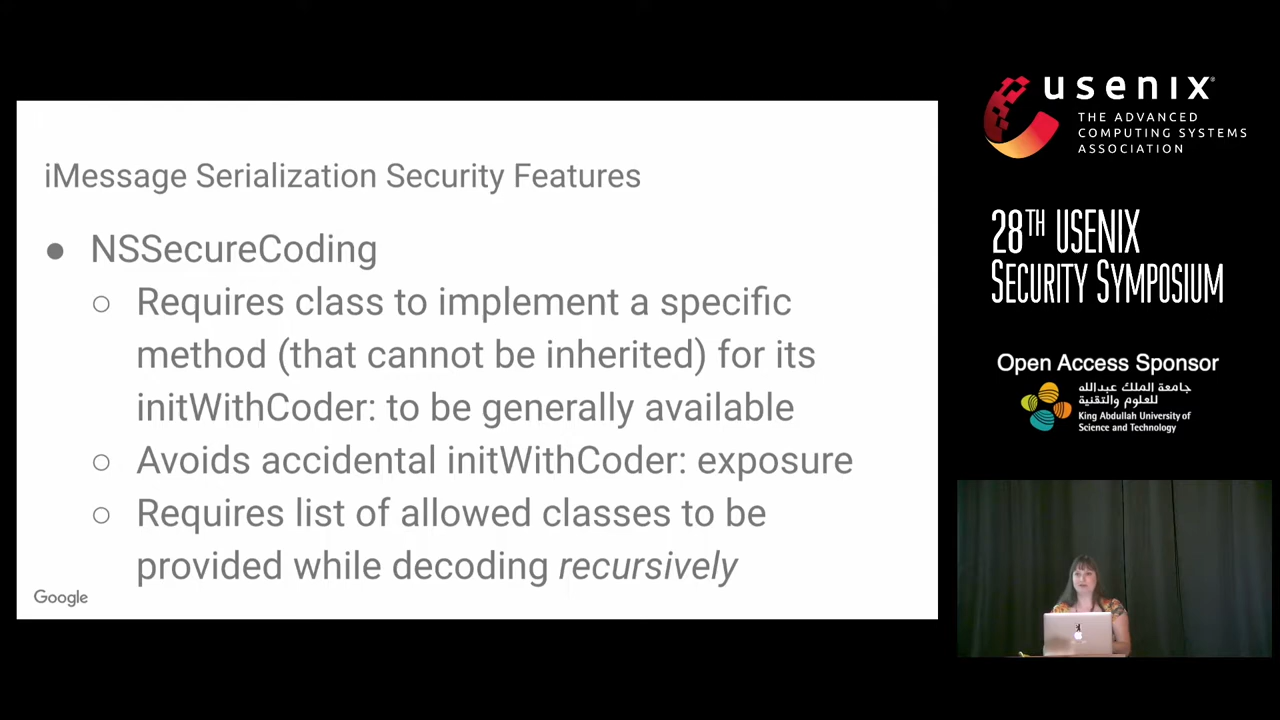 iMessage Serialization Security Features
● NSSecureCoding
○ Requires class to implement a specific
method (that cannot be inherited) for its
initWithCoder: to be generally available
○ Avoids accidental initWithCoder: exposure
○ Requires list of allowed classes to be
provided while decoding recursively
Google
usenix
THE ADVANCED
COMPUTING SYSTEMS
ASSOCIATION
28TH USENIX
SECURITY SYMPOSIUM
Open Access Sponsor
جامعة الملك عبدالله
للعلوم والتقنية
King Abdullah University of
Science and Technology